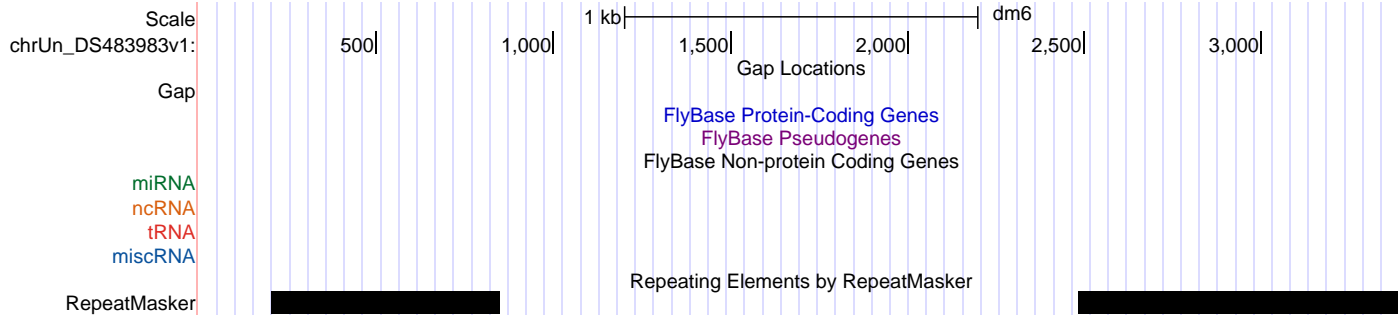 Scale 1 kb dm6
chrUn_DS483983v1: 500 1,000 1,500 2,000 2,500 3,000
Gap Locations
Gap
FlyBase Protein-Coding Genes
FlyBase Pseudogenes
FlyBase Non-protein Coding Genes
miRNA
ncRNA
tRNA
miscRNA
Repeating Elements by RepeatMasker
RepeatMasker